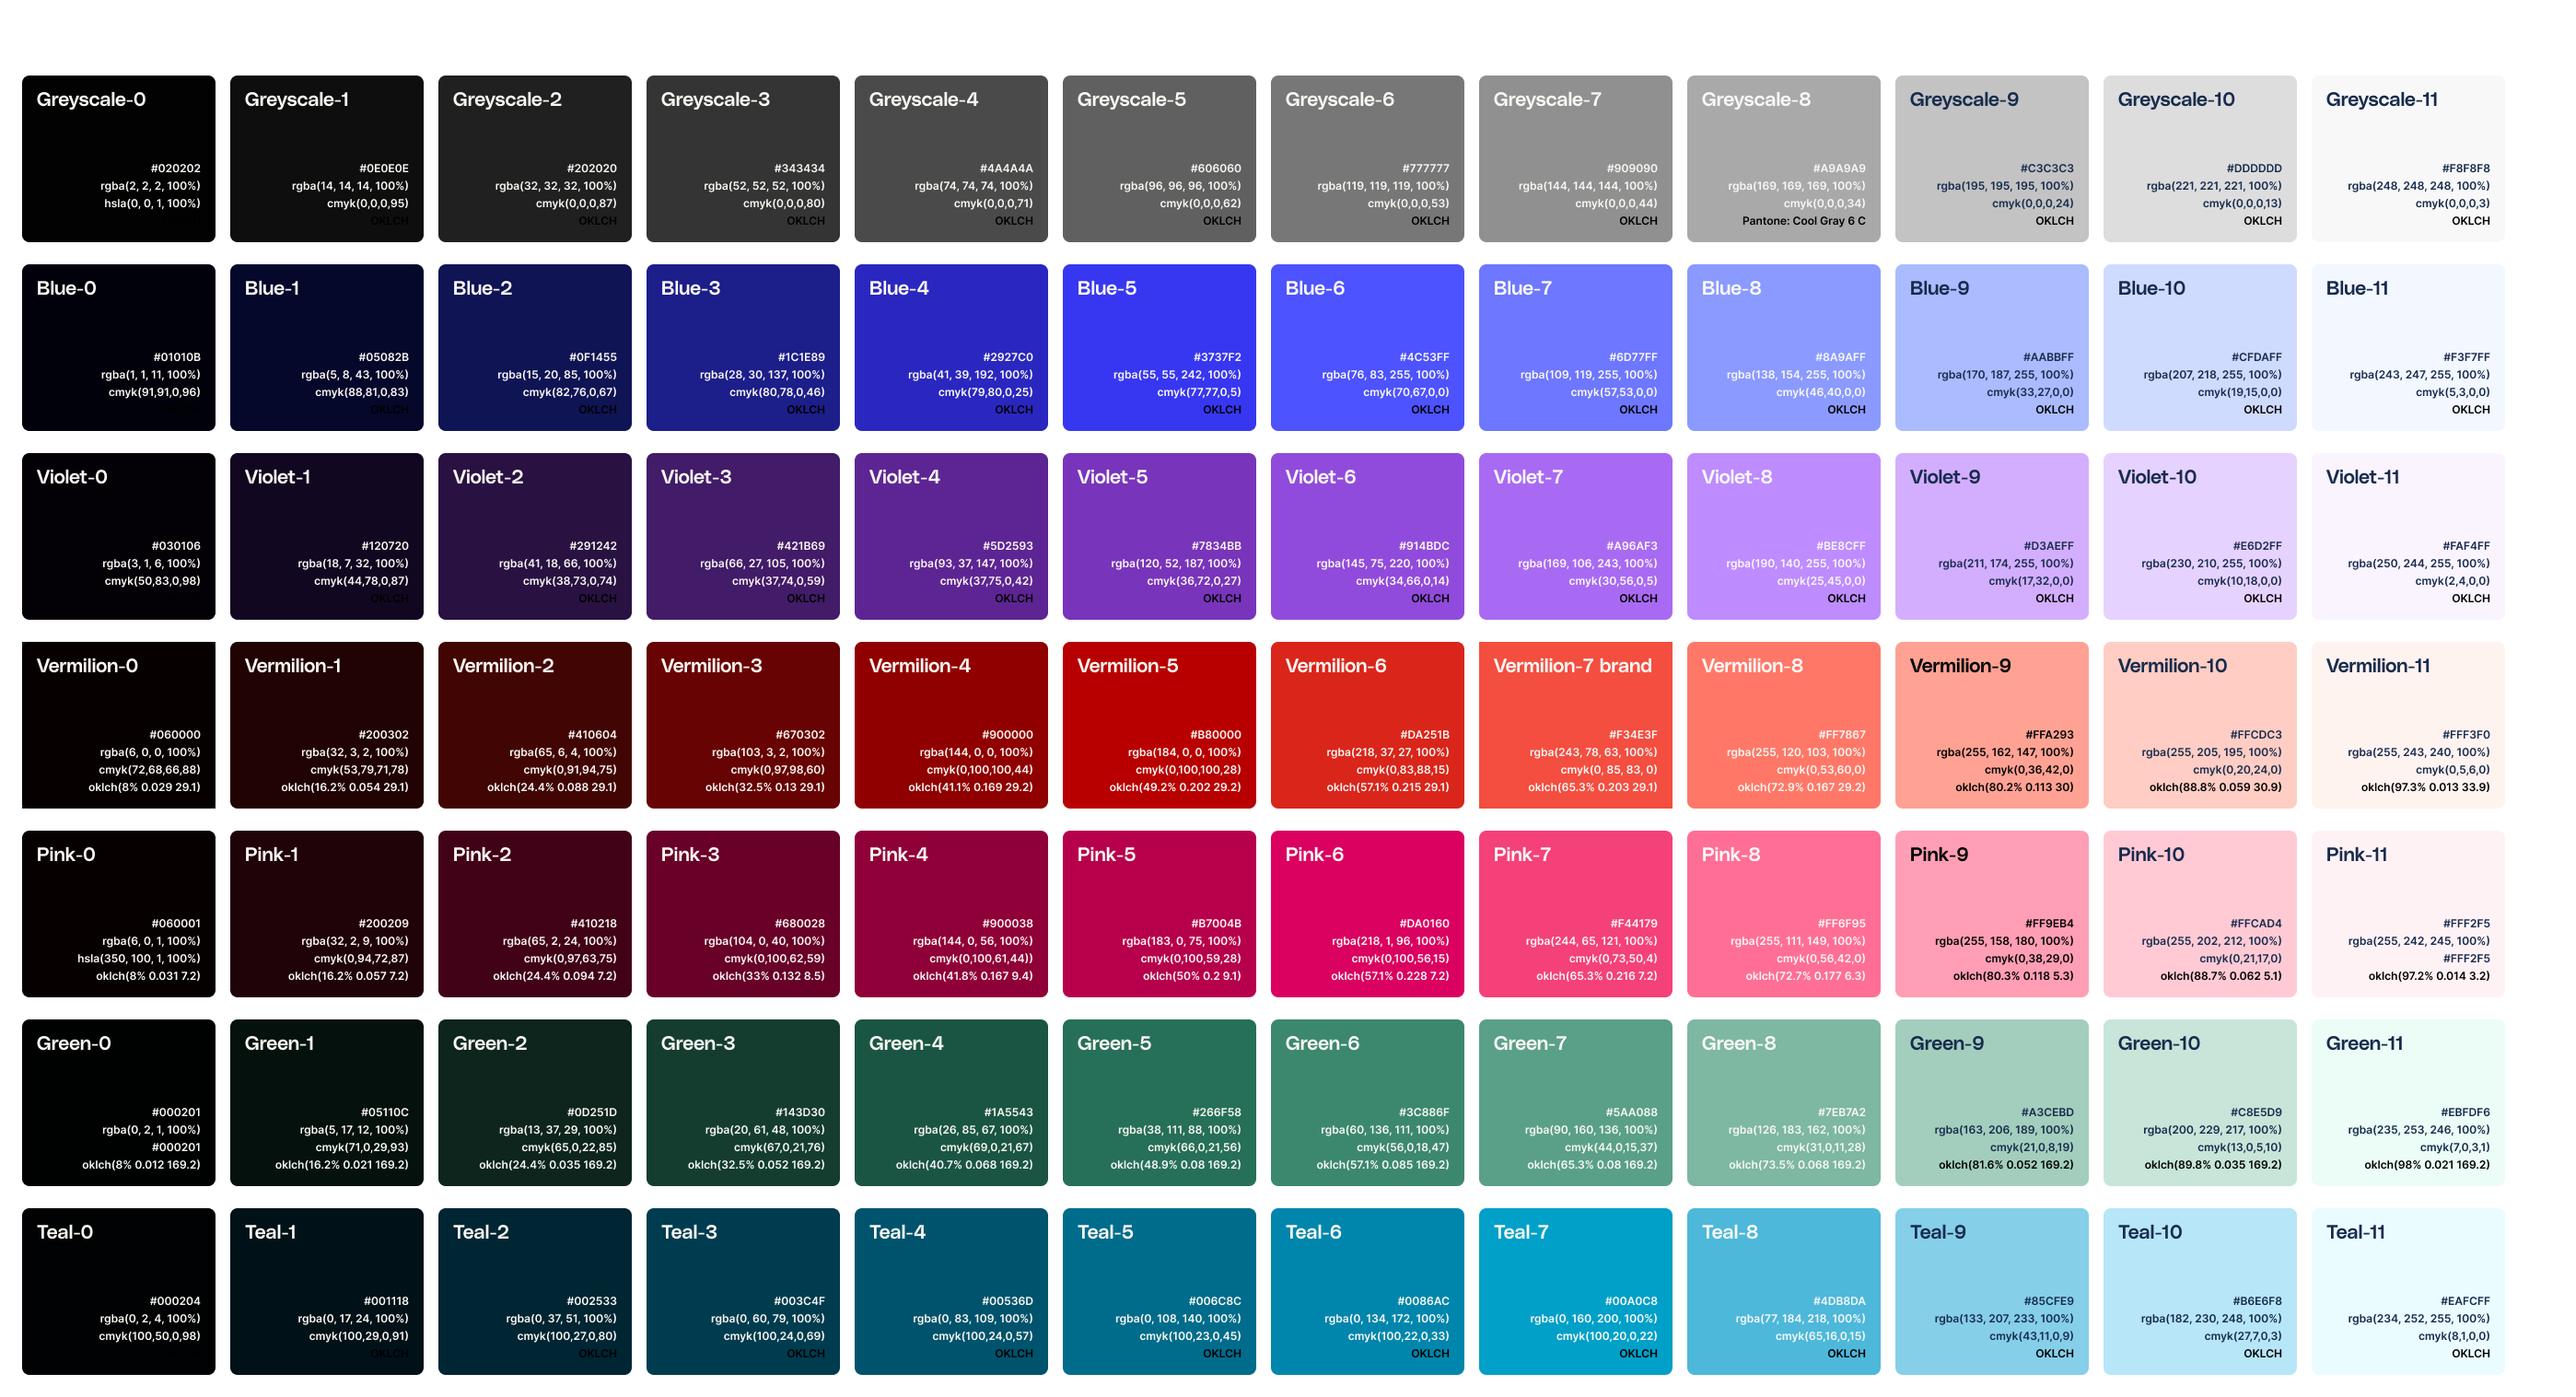 Greyscale-0
#020202
rgba(2, 2, 2, 100%)
hsla(0, 0, 1, 100%)
Greyscale-1
#0E0E0E
rgba(14, 14, 14, 100%)
cmyk(0,0,0,95)
OKLCH
Greyscale-2
#202020
rgba(32, 32, 32, 100%)
cmyk(0,0,0,87)
OKLCH
Greyscale-3
#343434
rgba(52, 52, 52, 100%)
cmyk(0,0,0,80)
OKLCH
Greyscale-4
#4A4A4A
rgba(74, 74, 74, 100%)
cmyk(0,0,0,71)
OKLCH
Greyscale-5
#606060
rgba(96, 96, 96, 100%)
cmyk(0,0,0,62)
OKLCH
Greyscale-6
#777777
rgba(119, 119, 119, 100%)
cmyk(0,0,0,53)
OKLCH
Greyscale-7
#909090
rgba(144, 144, 144, 100%)
cmyk(0,0,0,44)
OKLCH
Greyscale-8
#A9A9A9
rgba(169, 169, 169, 100%)
cmyk(0,0,0,34)
Pantone: Cool Gray 6 C
Greyscale-9
#C3C3C3
rgba(195, 195, 195, 100%)
cmyk(0,0,0,24)
OKLCH
Greyscale-10
#DDDDDD
rgba(221, 221, 221, 100%)
cmyk(0,0,0,13)
OKLCH
Greyscale-11
#F8F8F8
rgba(248, 248, 248, 100%)
cmyk(0,0,0,3)
OKLCH
Blue-0
#01010B
rgba(1, 1, 11, 100%)
cmyk(91,91,0,96)
Blue-1
#05082B
rgba(5, 8, 43, 100%)
cmyk(88,81,0,83)
OKLCH
Blue-2
#0F1455
rgba(15, 20, 85, 100%)
cmyk(82,76,0,67)
OKLCH
Blue-3
#1C1E89
rgba(28, 30, 137, 100%)
cmyk(80,78,0,46)
OKLCH
Blue-4
#2927C0
rgba(41, 39, 192, 100%)
cmyk(79,80,0,25)
OKLCH
Blue-5
#3737F2
rgba(55, 55, 242, 100%)
cmyk(77,77,0,5)
OKLCH
Blue-6
#4C53FF
rgba(76, 83, 255, 100%)
cmyk(70,67,0,0)
OKLCH
Blue-7
#6D77FF
rgba(109, 119, 255, 100%)
cmyk(57,53,0,0)
OKLCH
Blue-8
#8A9AFF
rgba(138, 154, 255, 100%)
cmyk(46,40,0,0)
OKLCH
Blue-9
#AABBFF
rgba(170, 187, 255, 100%)
cmyk(33,27,0,0)
OKLCH
Blue-10
#CFDAFF
rgba(207, 218, 255, 100%)
cmyk(19,15,0,0)
OKLCH
Blue-11
#F3F7FF
rgba(243, 247, 255, 100%)
cmyk(5,3,0,0)
OKLCH
Violet-0
#030106
rgba(3, 1, 6, 100%)
cmyk(50,83,0,98)
Violet-1
#120720
rgba(18, 7, 32, 100%)
cmyk(44,78,0,87)
OKLCH
Violet-2
#291242
rgba(41, 18, 66, 100%)
cmyk(38,73,0,74)
OKLCH
Violet-3
#421B69
rgba(66, 27, 105, 100%)
cmyk(37,74,0,59)
OKLCH
Violet-4
#5D2593
rgba(93, 37, 147, 100%)
cmyk(37,75,0,42)
OKLCH
Violet-5
#7834BB
rgba(120, 52, 187, 100%)
cmyk(36,72,0,27)
OKLCH
Violet-6
#914BDC
rgba(145, 75, 220, 100%)
cmyk(34,66,0,14)
OKLCH
Violet-7
#A96AF3
rgba(169, 106, 243, 100%)
cmyk(30,56,0,5)
OKLCH
Violet-8
#BE8CFF
rgba(190, 140, 255, 100%)
cmyk(25,45,0,0)
OKLCH
Violet-9
#D3AEFF
rgba(211, 174, 255, 100%)
cmyk(17,32,0,0)
OKLCH
Violet-10
#E6D2FF
rgba(230, 210, 255, 100%)
cmyk(10,18,0,0)
OKLCH
Violet-11
#FAF4FF
rgba(250, 244, 255, 100%)
cmyk(2,4,0,0)
OKLCH
Vermilion-0
#060000
rgba(6, 0, 0, 100%)
cmyk(72,68,66,88)
oklch(8% 0.029 29.1)
Vermilion-1
#200302
rgba(32, 3, 2, 100%)
cmyk(53,79,71,78)
oklch(16.2% 0.054 29.1)
Vermilion-2
#410604
rgba(65, 6, 4, 100%)
cmyk(0,91,94,75)
oklch(24.4% 0.088 29.1)
Vermilion-3
#670302
rgba(103, 3, 2, 100%)
cmyk(0,97,98,60)
oklch(32.5% 0.13 29.1)
Vermilion-4
#900000
rgba(144, 0, 0, 100%)
cmyk(0,100,100,44)
oklch(41.1% 0.169 29.2)
Vermilion-5
#B80000
rgba(184, 0, 0, 100%)
cmyk(0,100,100,28)
oklch(49.2% 0.202 29.2)
Vermilion-6
#DA251B
rgba(218, 37, 27, 100%)
cmyk(0,83,88,15)
oklch(57.1% 0.215 29.1)
Vermilion-7 brand
#F34E3F
rgba(243, 78, 63, 100%)
cmyk(0, 85, 83, 0)
oklch(65.3% 0.203 29.1)
Vermilion-8
#FF7867
rgba(255, 120, 103, 100%)
cmyk(0,53,60,0)
oklch(72.9% 0.167 29.2)
Vermilion-9
#FFA293
rgba(255, 162, 147, 100%)
cmyk(0,36,42,0)
oklch(80.2% 0.113 30)
Vermilion-10
#FFCDC3
rgba(255, 205, 195, 100%)
cmyk(0,20,24,0)
oklch(88.8% 0.059 30.9)
Vermilion-11
#FFF3F0
rgba(255, 243, 240, 100%)
cmyk(0,5,6,0)
oklch(97.3% 0.013 33.9)
Pink-0
#060001
rgba(6, 0, 1, 100%)
hsla(350, 100, 1, 100%)
oklch(8% 0.031 7.2)
Pink-1
#200209
rgba(32, 2, 9, 100%)
cmyk(0,94,72,87)
oklch(16.2% 0.057 7.2)
Pink-2
#410218
rgba(65, 2, 24, 100%)
cmyk(0,97,63,75)
oklch(24.4% 0.094 7.2)
Pink-3
#680028
rgba(104, 0, 40, 100%)
cmyk(0,100,62,59)
oklch(33% 0.132 8.5)
Pink-4
#900038
rgba(144, 0, 56, 100%)
cmyk(0,100,61,44))
oklch(41.8% 0.167 9.4)
Pink-5
#B7004B
rgba(183, 0, 75, 100%)
cmyk(0,100,59,28)
oklch(50% 0.2 9.1)
Pink-6
#DA0160
rgba(218, 1, 96, 100%)
cmyk(0,100,56,15)
oklch(57.1% 0.228 7.2)
Pink-7
#F44179
rgba(244, 65, 121, 100%)
cmyk(0,73,50,4)
oklch(65.3% 0.216 7.2)
Pink-8
#FF6F95
rgba(255, 111, 149, 100%)
cmyk(0,56,42,0)
oklch(72.7% 0.177 6.3)
Pink-9
#FF9EB4
rgba(255, 158, 180, 100%)
cmyk(0,38,29,0)
oklch(80.3% 0.118 5.3)
Pink-10
#FFCAD4
rgba(255, 202, 212, 100%)
cmyk(0,21,17,0)
oklch(88.7% 0.062 5.1)
Pink-11
#FFF2F5
rgba(255, 242, 245, 100%)
#FFF2F5
oklch(97.2% 0.014 3.2)
Green-0
#000201
rgba(0, 2, 1, 100%)
#000201
oklch(8% 0.012 169.2)
Green-1
#05110C
rgba(5, 17, 12, 100%)
cmyk(71,0,29,93)
oklch(16.2% 0.021 169.2)
Green-2
#0D251D
rgba(13, 37, 29, 100%)
cmyk(65,0,22,85)
oklch(24.4% 0.035 169.2)
Green-3
#143D30
rgba(20, 61, 48, 100%)
cmyk(67,0,21,76)
oklch(32.5% 0.052 169.2)
Green-4
#1A5543
rgba(26, 85, 67, 100%)
cmyk(69,0,21,67)
oklch(40.7% 0.068 169.2)
Green-5
#266F58
rgba(38, 111, 88, 100%)
cmyk(66,0,21,56)
oklch(48.9% 0.08 169.2)
Green-6
#3C886F
rgba(60, 136, 111, 100%)
cmyk(56,0,18,47)
oklch(57.1% 0.085 169.2)
Green-7
#5AA088
rgba(90, 160, 136, 100%)
cmyk(44,0,15,37)
oklch(65.3% 0.08 169.2)
Green-8
#7EB7A2
rgba(126, 183, 162, 100%)
cmyk(31,0,11,28)
oklch(73.5% 0.068 169.2)
Green-9
#A3CEBD
rgba(163, 206, 189, 100%)
cmyk(21,0,8,19)
oklch(81.6% 0.052 169.2)
Green-10
#C8E5D9
rgba(200, 229, 217, 100%)
cmyk(13,0,5,10)
oklch(89.8% 0.035 169.2)
Green-11
#EBFDF6
rgba(235, 253, 246, 100%)
cmyk(7,0,3,1)
oklch(98% 0.021 169.2)
Teal-0
#000204
rgba(0, 2, 4, 100%)
cmyk(100,50,0,98)
Teal-1
#001118
rgba(0, 17, 24, 100%)
cmyk(100,29,0,91)
OKLCH
Teal-2
#002533
rgba(0, 37, 51, 100%)
cmyk(100,27,0,80)
OKLCH
Teal-3
#003C4F
rgba(0, 60, 79, 100%)
cmyk(100,24,0,69)
OKLCH
Teal-4
#00536D
rgba(0, 83, 109, 100%)
cmyk(100,24,0,57)
OKLCH
Teal-5
#006C8C
rgba(0, 108, 140, 100%)
cmyk(100,23,0,45)
OKLCH
Teal-6
#0086AC
rgba(0, 134, 172, 100%)
cmyk(100,22,0,33)
OKLCH
Teal-7
#00A0C8
rgba(0, 160, 200, 100%)
cmyk(100,20,0,22)
OKLCH
Teal-8
#4DB8DA
rgba(77, 184, 218, 100%)
cmyk(65,16,0,15)
OKLCH
Teal-9
#85CFE9
rgba(133, 207, 233, 100%)
cmyk(43,11,0,9)
OKLCH
Teal-10
#B6E6F8
rgba(182, 230, 248, 100%)
cmyk(27,7,0,3)
OKLCH
Teal-11
#EAFCFF
rgba(234, 252, 255, 100%)
cmyk(8,1,0,0)
OKLCH